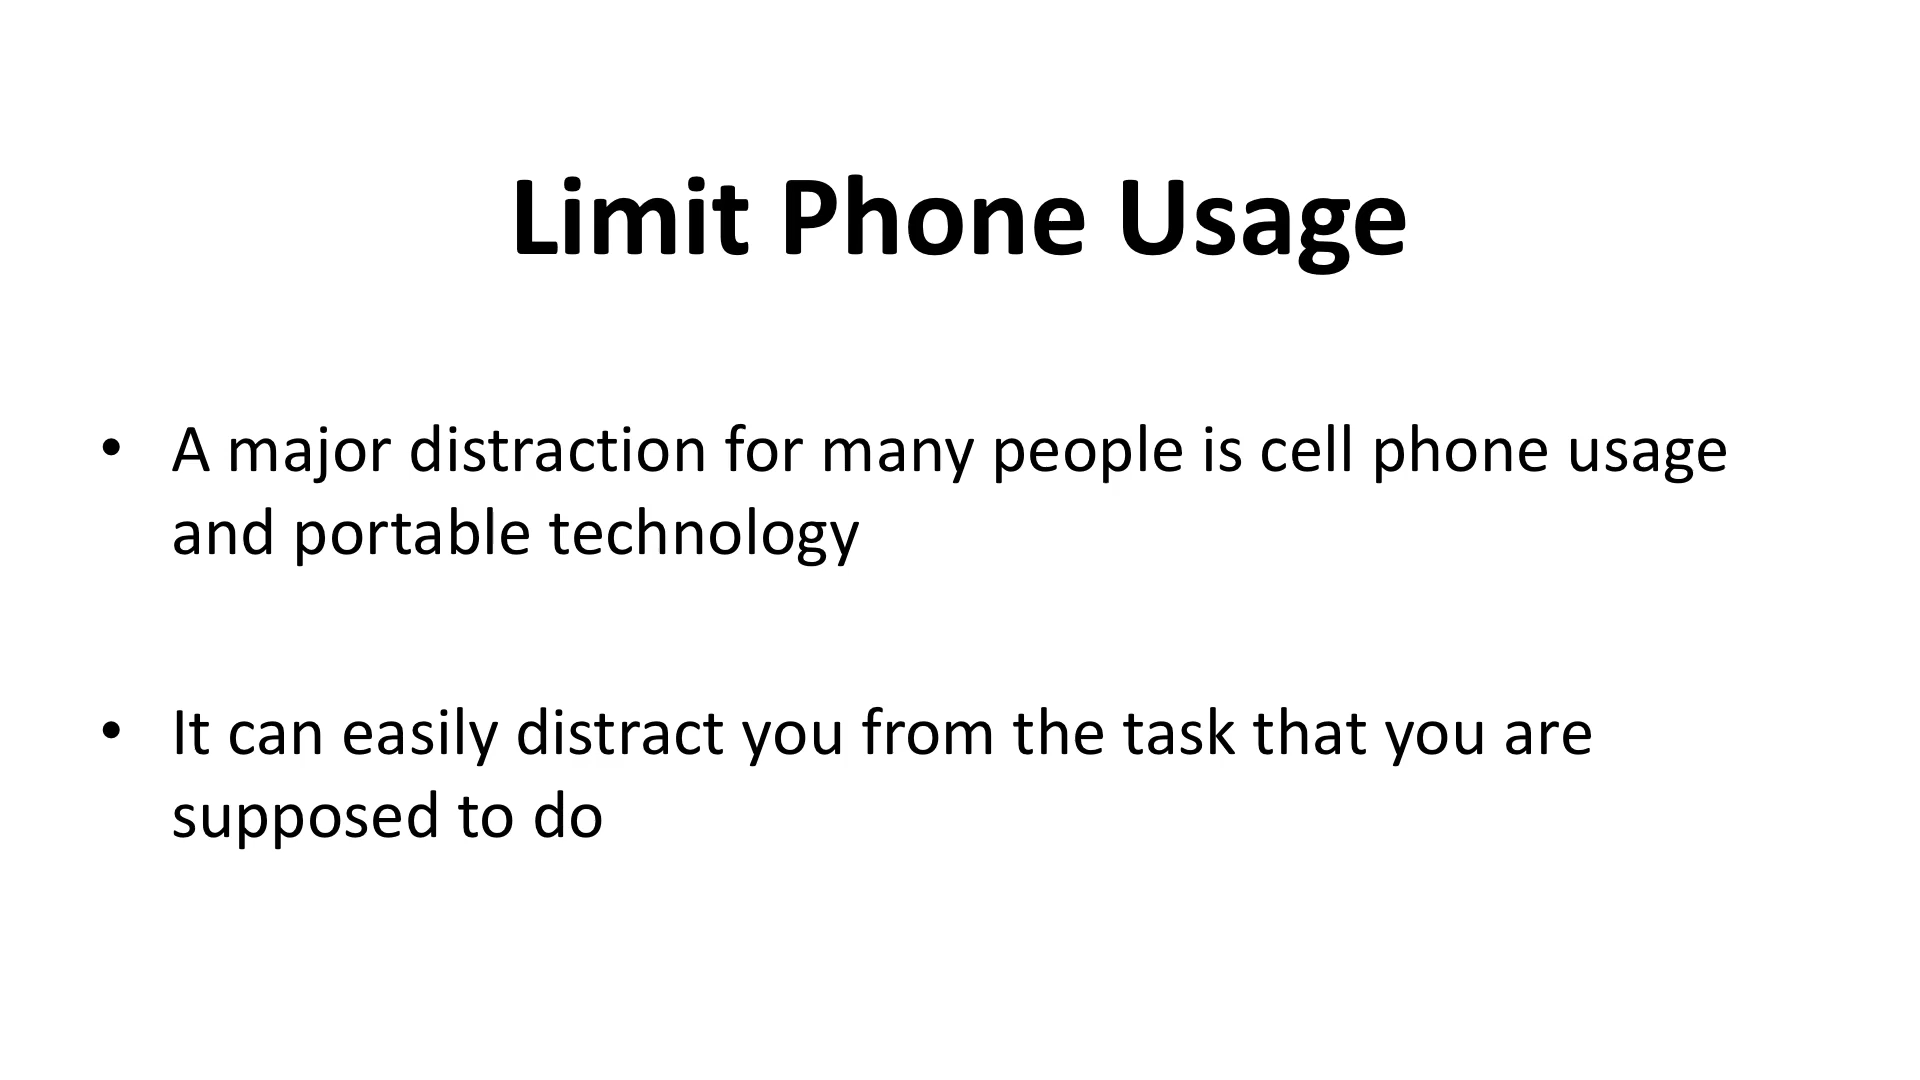 Limit Phone Usage
• A major distraction for many people is cell phone usage
and portable technology
• It can easily distract you from the task that you are
supposed to do